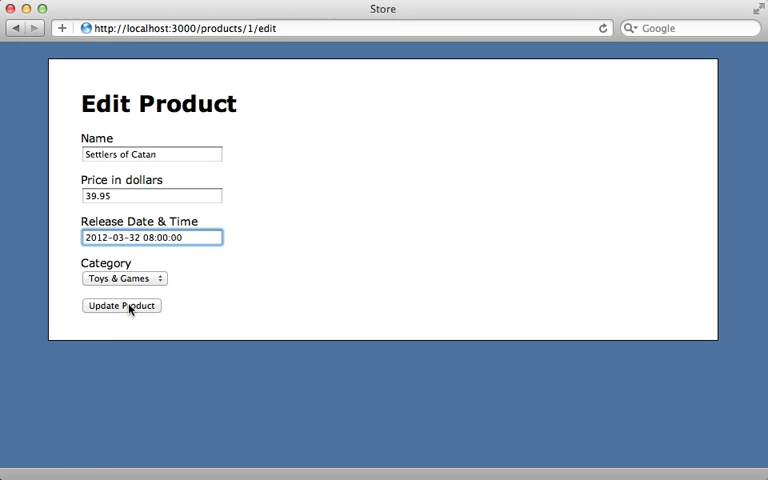 Store
http://localhost:3000/products/1/edit
Google
Edit Product
Name
Settlers of Catan
Price in dollars
39.95
Release Date & Time
2012-03-32 08:00:00
Category
Toys & Games
Update Product